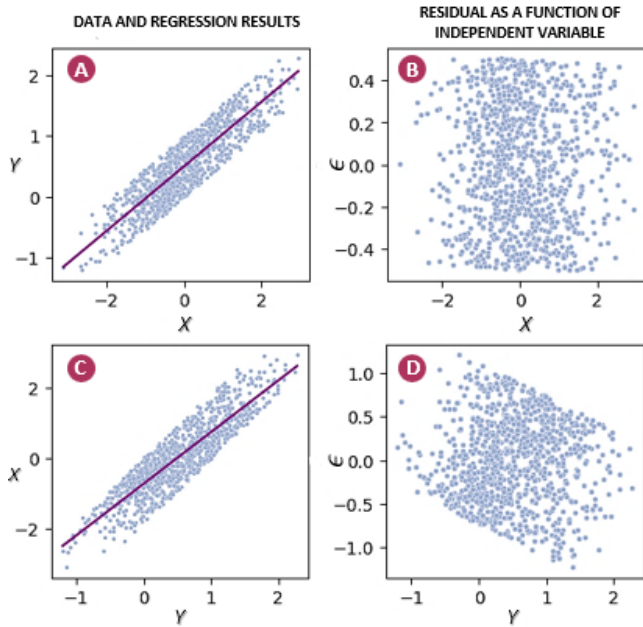 DATA AND REGRESSION RESULTS
RESIDUAL AS A FUNCTION OF
INDEPENDENT VARIABLE
A
2
1
0
−1
Y
−2
0
2
X
B
0.4
0.2
0.0
−0.2
−0.4
ϵ
−2
0
2
X
C
2
0
−2
X
−1
0
1
2
Y
D
1.0
0.5
0.0
−0.5
−1.0
ϵ
−1
0
1
2
Y